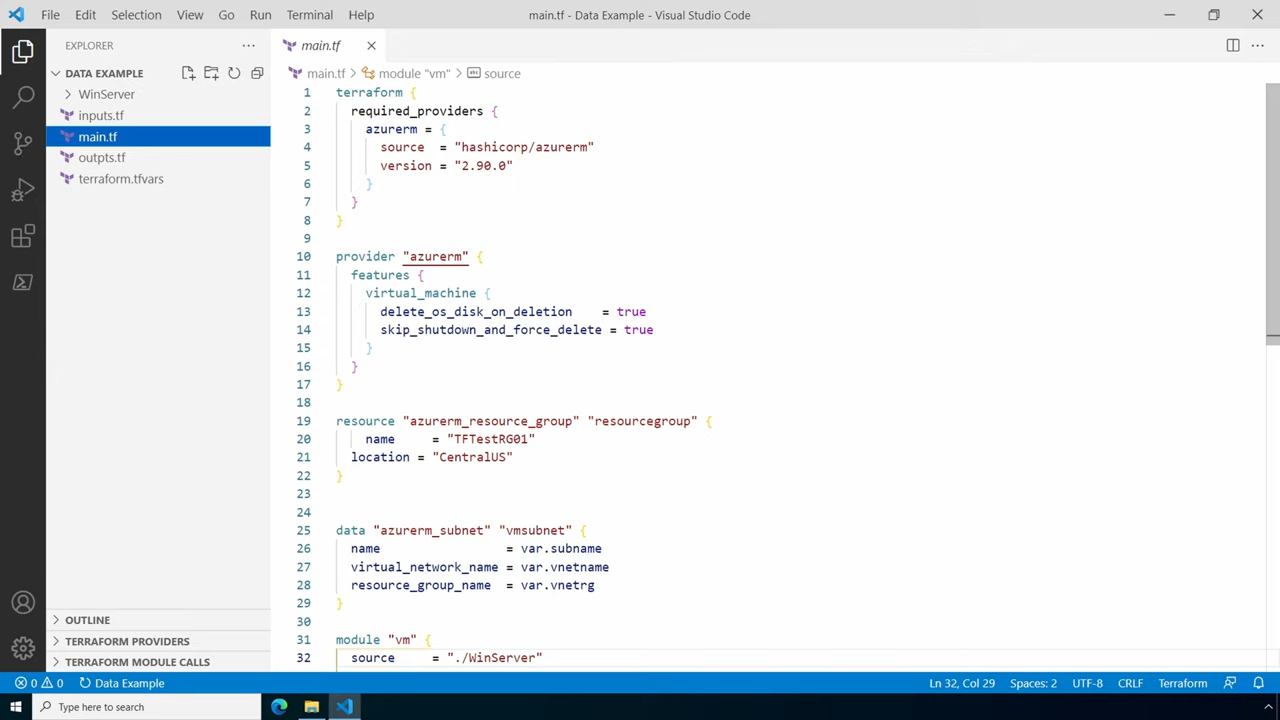 File Edit Selection View Go Run Terminal Help
main.tf - Data Example - Visual Studio Code
EXPLORER
DATA EXAMPLE
WinServer
inputs.tf
main.tf
outpts.tf
terraform.tfvars
OUTLINE
TERRAFORM PROVIDERS
TERRAFORM MODULE CALLS
main.tf
main.tf > module "vm" > abc source
1 terraform {
2   required_providers {
3     azurerm = {
4       source  = "hashicorp/azurerm"
5       version = "2.90.0"
6     }
7   }
8 }
9
10 provider "azurerm" {
11   features {
12     virtual_machine {
13       delete_os_disk_on_deletion    = true
14       skip_shutdown_and_force_delete = true
15     }
16   }
17 }
18
19 resource "azurerm_resource_group" "resourcegroup" {
20     name     = "TFTestRG01"
21   location = "CentralUS"
22 }
23
24
25 data "azurerm_subnet" "vmsubnet" {
26   name                 = var.subname
27   virtual_network_name = var.vnetname
28   resource_group_name  = var.vnetrg
29 }
30
31 module "vm" {
32   source     = "./WinServer"
0 0 Data Example
Ln 32, Col 29 Spaces: 2 UTF-8 CRLF Terraform
Type here to search